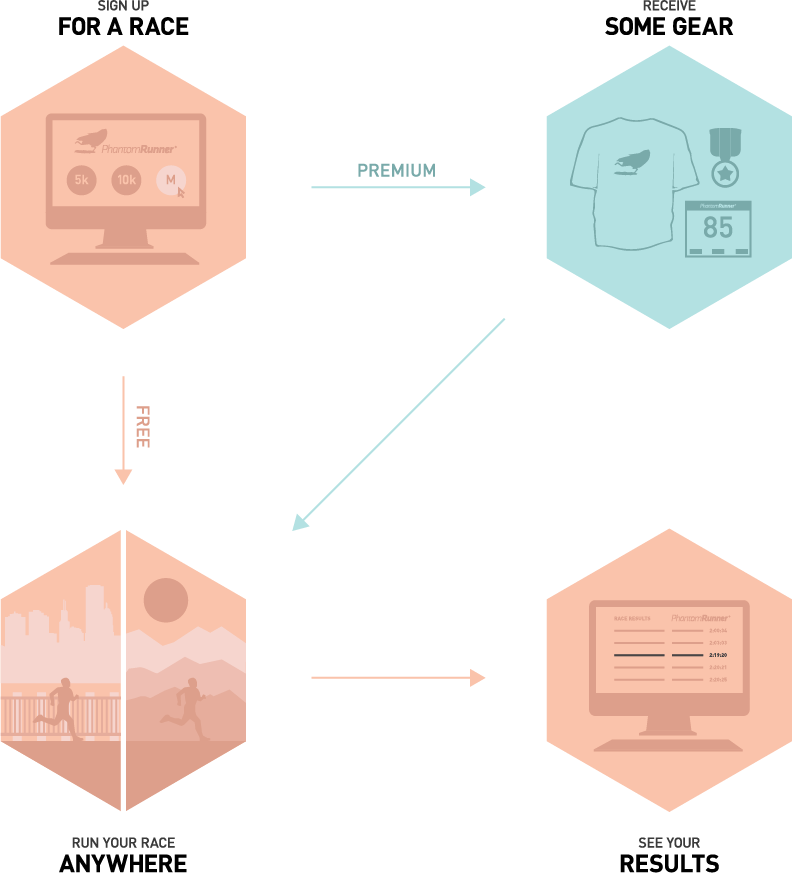 SIGN UP
FOR A RACE
RECEIVE
SOME GEAR
PhantomRunner
5k 10k M
PREMIUM
PhantomRunner
85
FREE
RACE RESULTS PhantomRunner
2:19:20
RUN YOUR RACE
ANYWHERE
SEE YOUR
RESULTS